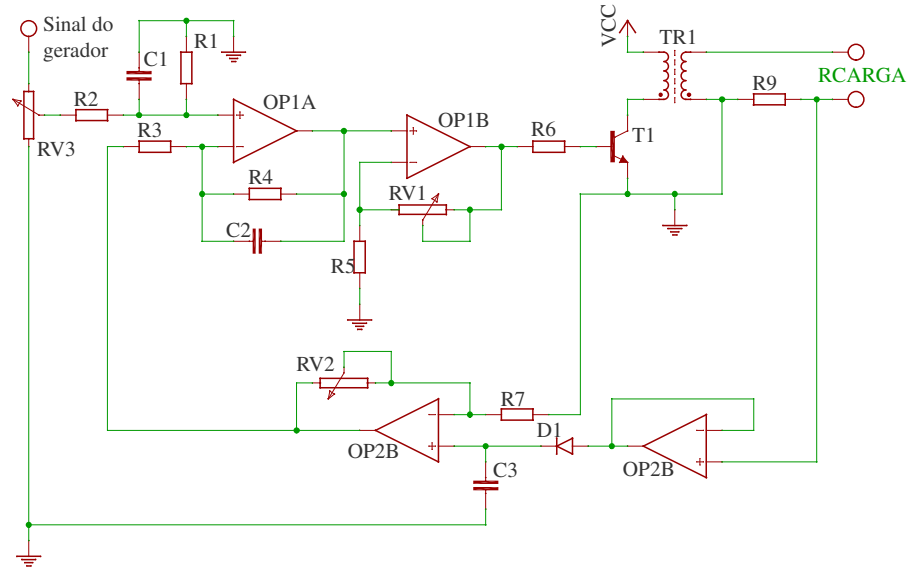 Sinal do
gerador
VCC
TR1
R1
C1
RCARGA
R2
OP1A
R9
OP1B
R3
R6
T1
RV3
R4
RV1
C2
R5
RV2
R7
D1
OP2B
OP2B
C3